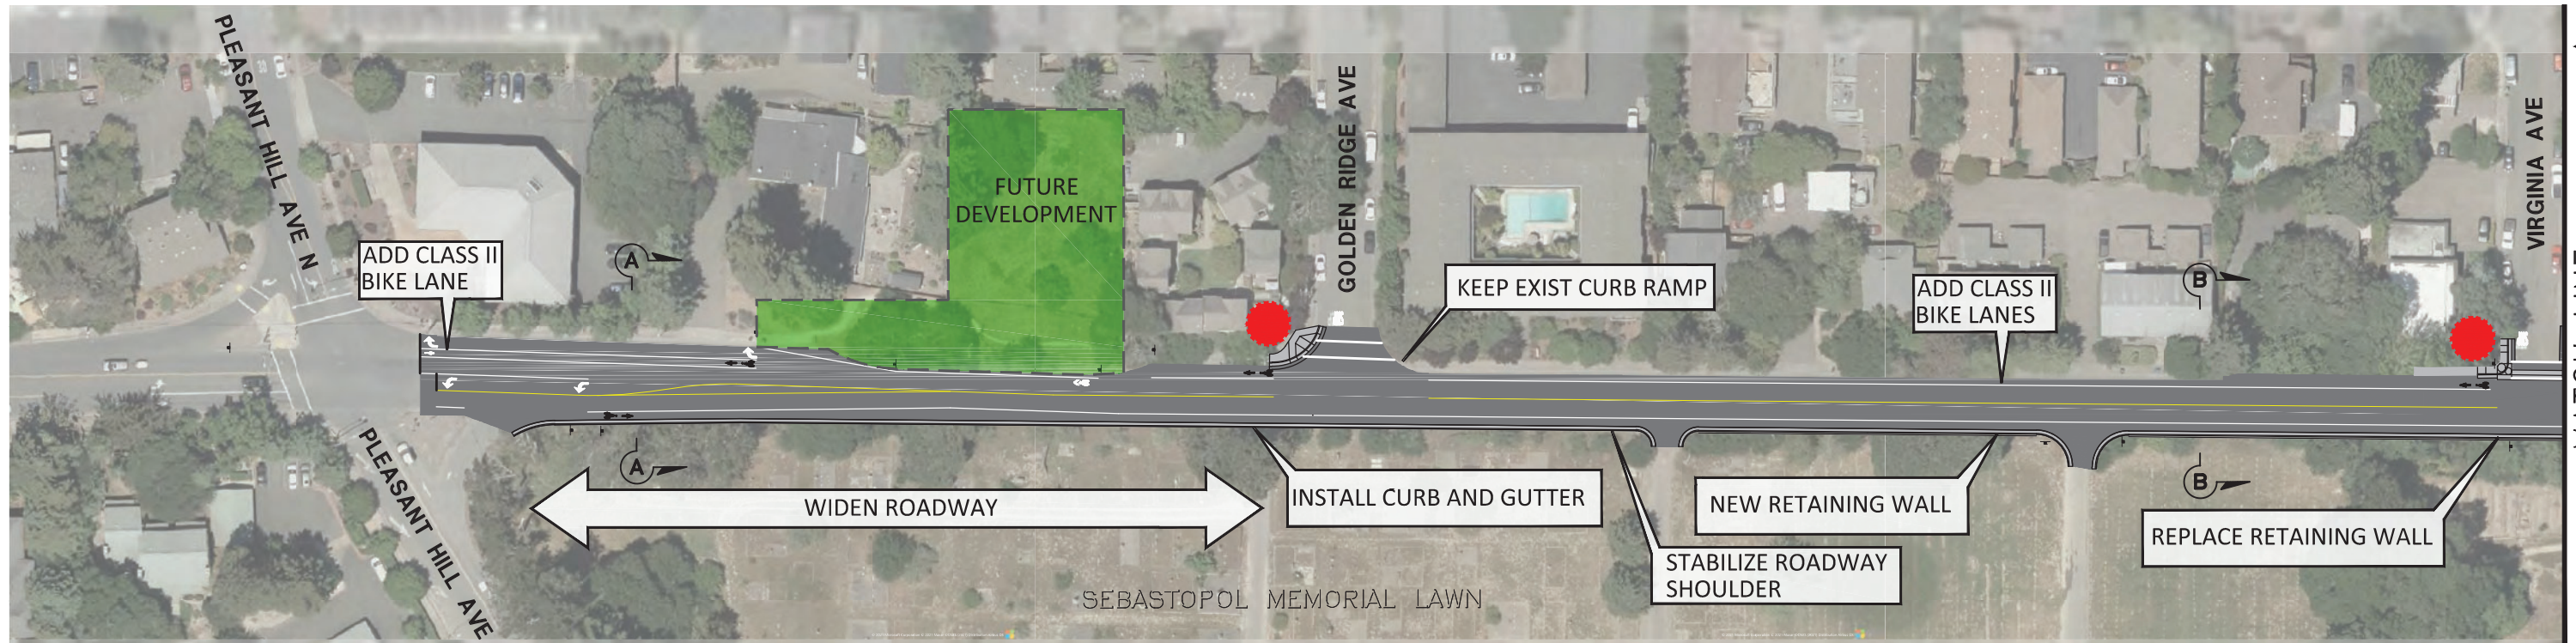 PLEASANT HILL AVE N
ADD CLASS II
BIKE LANE
A
FUTURE
DEVELOPMENT
GOLDEN RIDGE AVE
KEEP EXIST CURB RAMP
ADD CLASS II
BIKE LANES
B
VIRGINIA AVE
PLEASANT HILL AVE
A
WIDEN ROADWAY
INSTALL CURB AND GUTTER
STABILIZE ROADWAY
SHOULDER
NEW RETAINING WALL
B
REPLACE RETAINING WALL
SEBASTOPOL MEMORIAL LAWN